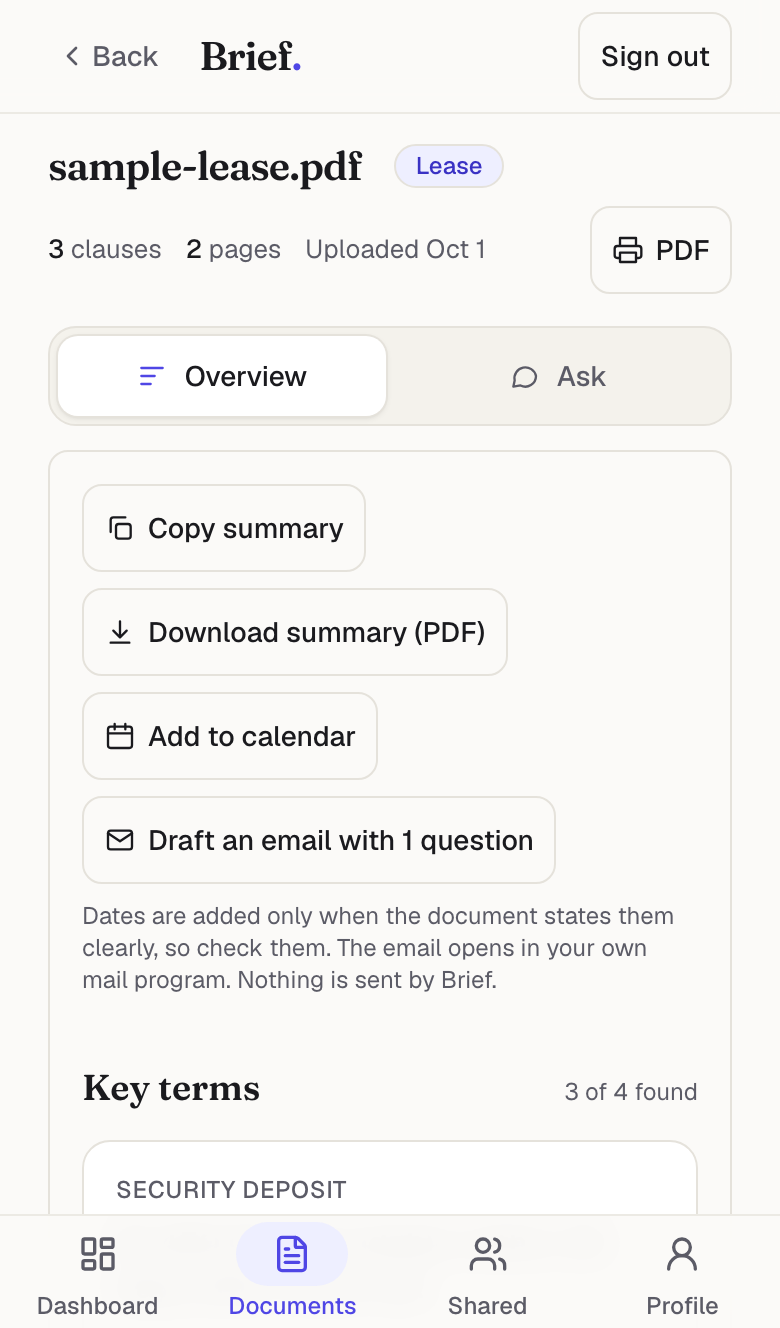 Back Brief. Sign out
sample-lease.pdf Lease
3 clauses 2 pages Uploaded Oct 1 PDF
Overview Ask
Copy summary
Download summary (PDF)
Add to calendar
Draft an email with 1 question
Dates are added only when the document states them
clearly, so check them. The email opens in your own
mail program. Nothing is sent by Brief.
Key terms 3 of 4 found
SECURITY DEPOSIT
Dashboard Documents Shared Profile